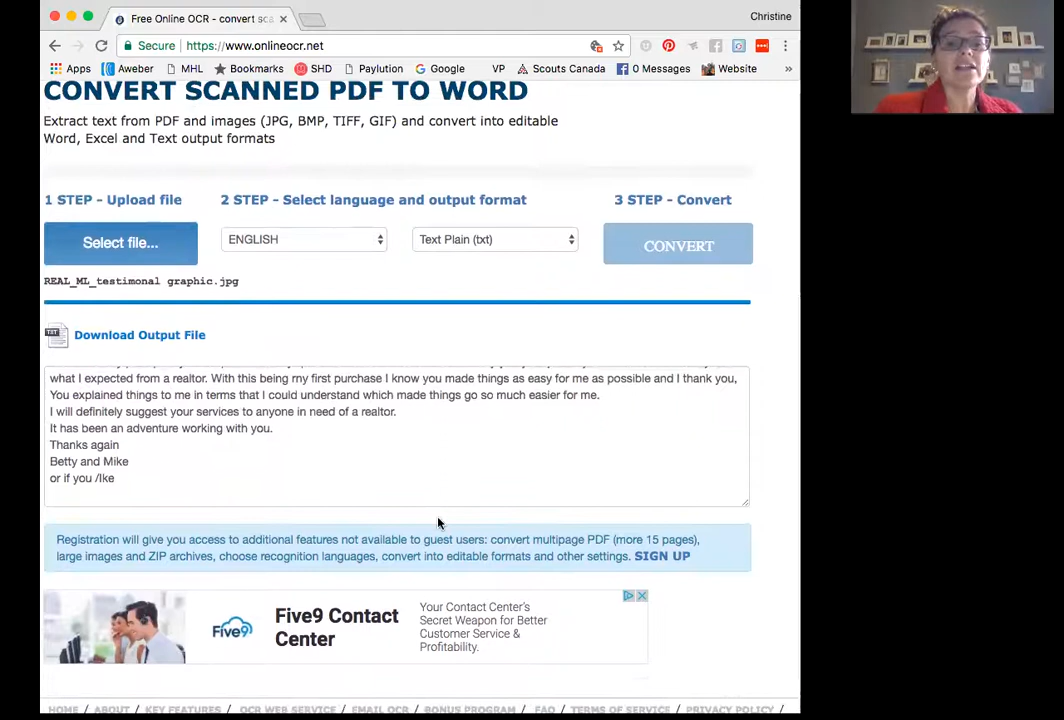 Free Online OCR - convert sca
Christine
Secure https://www.onlineocr.net
Apps Aweber MHL Bookmarks SHD Paylution Google VP Scouts Canada 0 Messages Website »
CONVERT SCANNED PDF TO WORD
Extract text from PDF and images (JPG, BMP, TIFF, GIF) and convert into editable
Word, Excel and Text output formats
1 STEP - Upload file 2 STEP - Select language and output format 3 STEP - Convert
Select file... ENGLISH Text Plain (txt) CONVERT
REAL_ML_testimonal graphic.jpg
TXT Download Output File
what I expected from a realtor. With this being rny first purchase I know you made things as easy for me as possible and I thank you,
You explained things to me in terms that I could understand which made things go so much easier for me.
I will definitely suggest your services to anyone in need of a realtor.
It has been an adventure working with you.
Thanks again
Betty and Mike
or if you /Ike
Registration will give you access to additional features not available to guest users: convert multipage PDF (more 15 pages),
large images and ZIP archives, choose recognition languages, convert into editable formats and other settings. SIGN UP
Five9
Five9 Contact
Center
Your Contact Center's
Secret Weapon for Better
Customer Service &
Profitability.
HOME / ABOUT / KEY FEATURES / OCR WEB SERVICE / EMAIL OCR / BONUS PROGRAM / FAQ / TERMS OF SERVICE / PRIVACY POLICY /